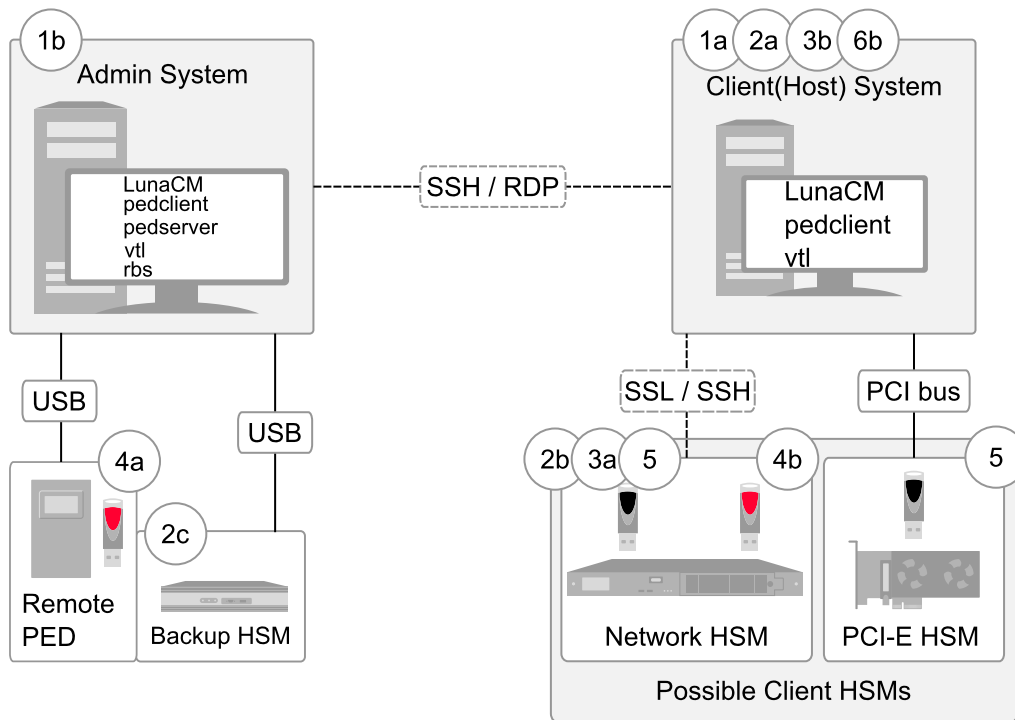 1b
Admin System
LunaCM
pedclient
pedserver
vtl
rbs
SSH / RDP
1a
2a
3b
6b
Client(Host) System
LunaCM
pedclient
vtl
USB
USB
SSL / SSH
PCI bus
4a
Remote
PED
2c
Backup HSM
2b
3a
5
4b
Network HSM
5
PCI-E HSM
Possible Client HSMs